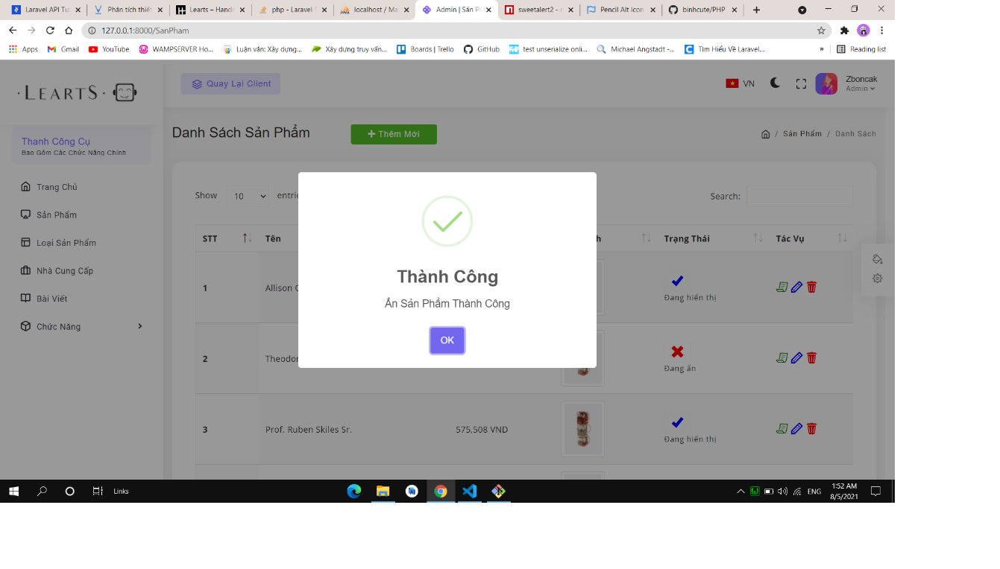 Laravel API Tu
Phân tích thiết
Learts – Handm
php - Laravel
localhost / Ma
Admin | Sản P
sweetalert2 - n
Pencil Alt Icon
binhcute/PHP
127.0.0.1:8000/SanPham
Apps
Gmail
YouTube
WAMPSERVER Ho...
Luận văn: Xây dựng...
Xây dựng truy vấn...
Boards | Trello
GitHub
test unserialize onli...
Michael Angstadt -...
Tìm Hiểu Về Laravel...
»
Reading list
· LEARTS ·
Quay Lại Client
VN
Zboncak
Admin
Thanh Công Cụ
Bao Gồm Các Chức Năng Chính
Trang Chủ
Sản Phẩm
Loại Sản Phẩm
Nhà Cung Cấp
Bài Viết
Chức Năng
Danh Sách Sản Phẩm
+ Thêm Mới
/ Sản Phẩm / Danh Sách
Show 10 entri
Search:
STT
Tên
h
Trạng Thái
Tác Vụ
1
Allison
Đang hiển thị
2
Theodor
Đang ẩn
3
Prof. Ruben Skiles Sr.
575,508 VND
Đang hiển thị
Thành Công
Ẩn Sản Phẩm Thành Công
OK
Links
ENG
1:52 AM
8/5/2021